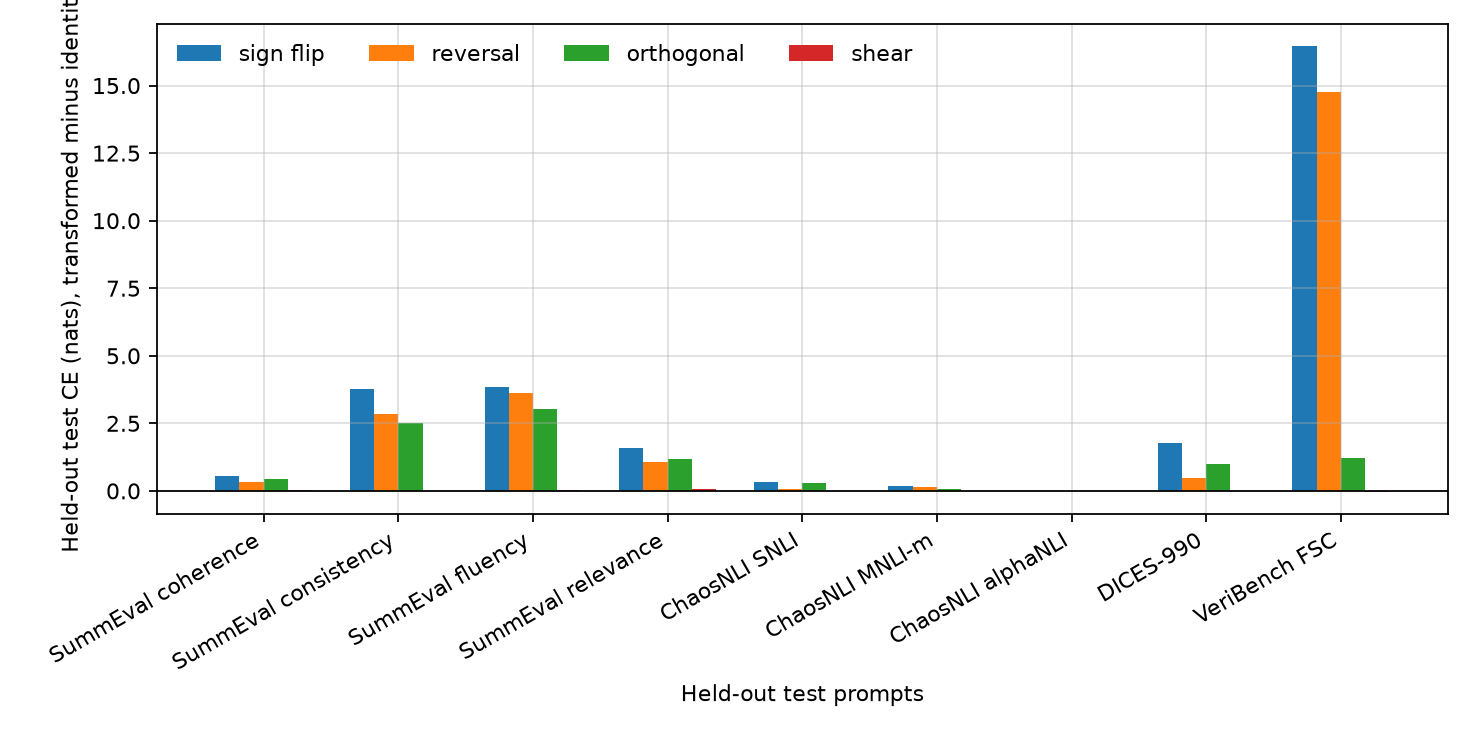 Held-out test CE (nats), transformed minus identit
sign flip reversal orthogonal shear
15.0
12.5
10.0
7.5
5.0
2.5
0.0
SummEval coherence
SummEval consistency
SummEval fluency
SummEval relevance
ChaosNLI SNLI
ChaosNLI MNLI-m
ChaosNLI alphaNLI
DICES-990
VeriBench FSC
Held-out test prompts